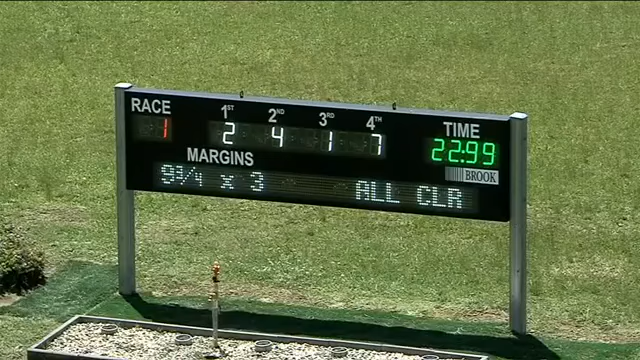 RACE 1ST 2ND 3RD 4TH TIME
1 2 4 1 7 22:99
MARGINS BROOK
9¾ x 3 ALL CLR